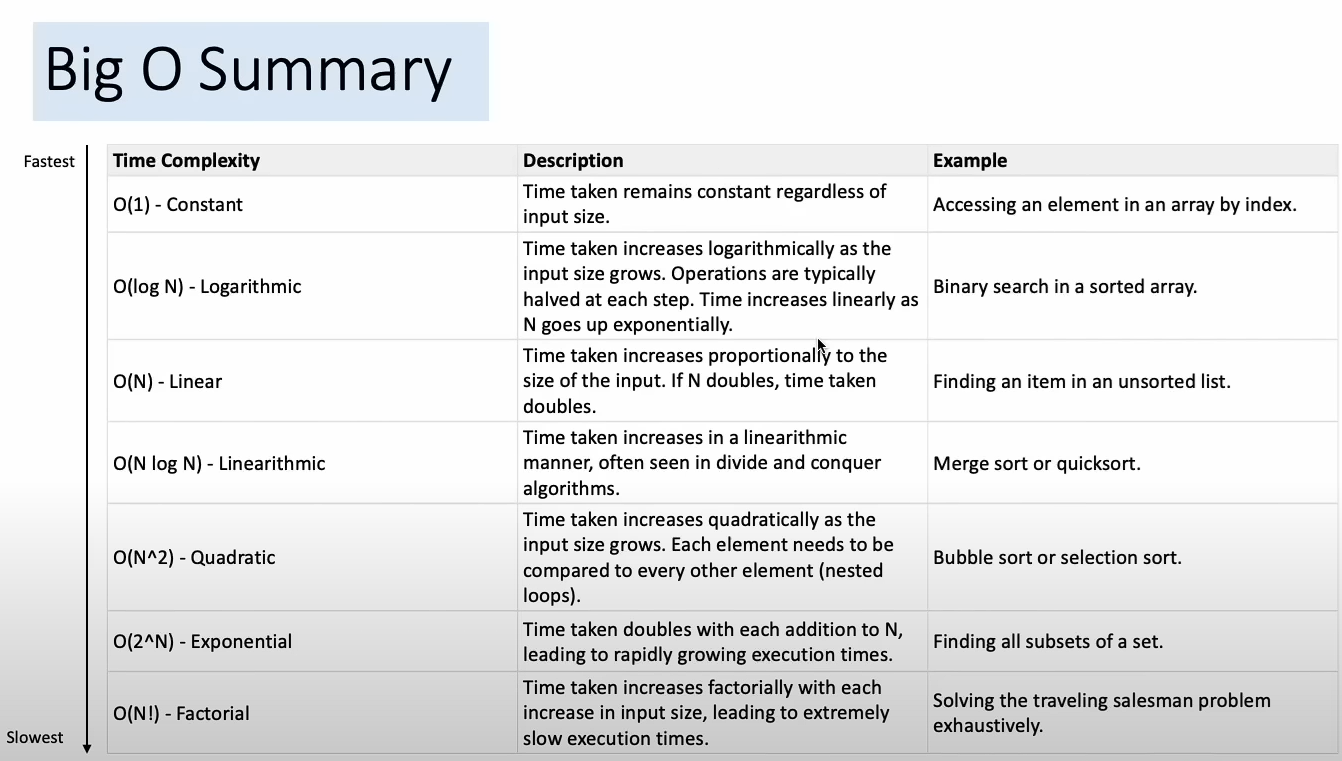 Big O Summary
Fastest
Time Complexity
Description
Example
O(1) - Constant
Time taken remains constant regardless of
input size.
Accessing an element in an array by index.
O(log N) - Logarithmic
Time taken increases logarithmically as the
input size grows. Operations are typically
halved at each step. Time increases linearly as
N goes up exponentially.
Binary search in a sorted array.
O(N) - Linear
Time taken increases proportionally to the
size of the input. If N doubles, time taken
doubles.
Finding an item in an unsorted list.
O(N log N) - Linearithmic
Time taken increases in a linearithmic
manner, often seen in divide and conquer
algorithms.
Merge sort or quicksort.
O(N^2) - Quadratic
Time taken increases quadratically as the
input size grows. Each element needs to be
compared to every other element (nested
loops).
Bubble sort or selection sort.
O(2^N) - Exponential
Time taken doubles with each addition to N,
leading to rapidly growing execution times.
Finding all subsets of a set.
O(N!) - Factorial
Time taken increases factorially with each
increase in input size, leading to extremely
slow execution times.
Solving the traveling salesman problem
exhaustively.
Slowest